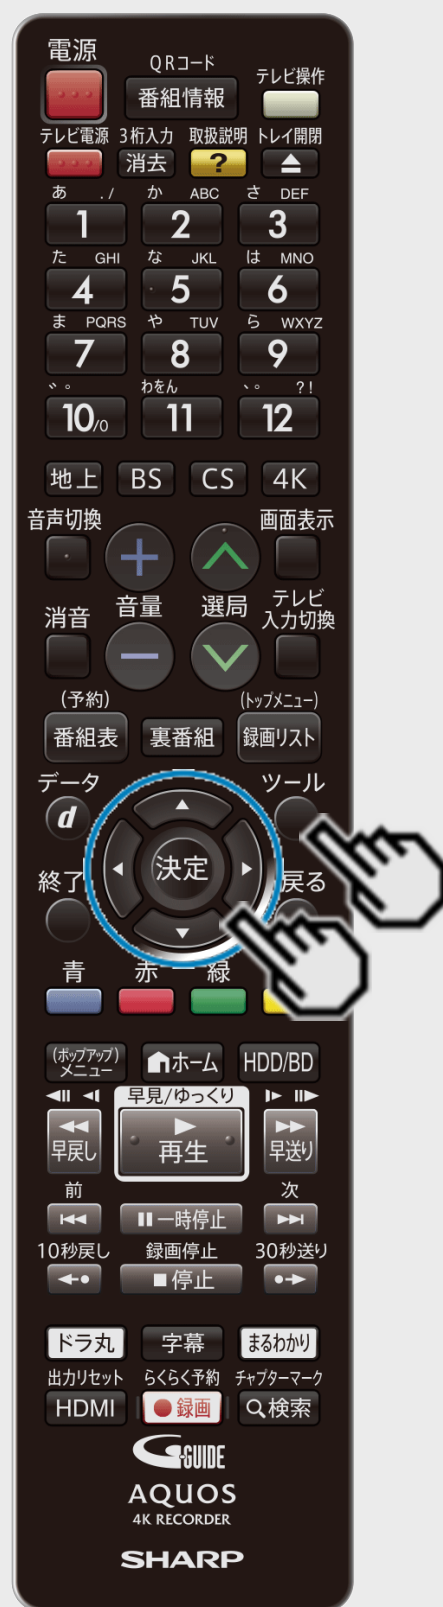 電源
QRコード
テレビ操作
番組情報
テレビ電源 3桁入力 取扱説明 トレイ開閉
消去 ?
あ ./ か ABC さ DEF
1 2 3
た GHI な JKL は MNO
4 5 6
ま PQRS や TUV ら WXYZ
7 8 9
゛゜ わをん 、。 ?!
10/0 11 12
地上 BS CS 4K
音声切換 画面表示
+
消音 音量 選局 テレビ
入力切換
−
(予約) (トップメニュー)
番組表 裏番組 録画リスト
データ ツール
d
決定
終了 戻る
青 赤 緑
(ポップアップ)
メニュー ホーム HDD/BD
早見/ゆっくり
早戻し 再生 早送り
前 次
一時停止
10秒戻し 録画停止 30秒送り
停止
ドラ丸 字幕 まるわかり
出力リセット らくらく予約 チャプターマーク
HDMI 録画 検索
G-GUIDE
AQUOS
4K RECORDER
SHARP